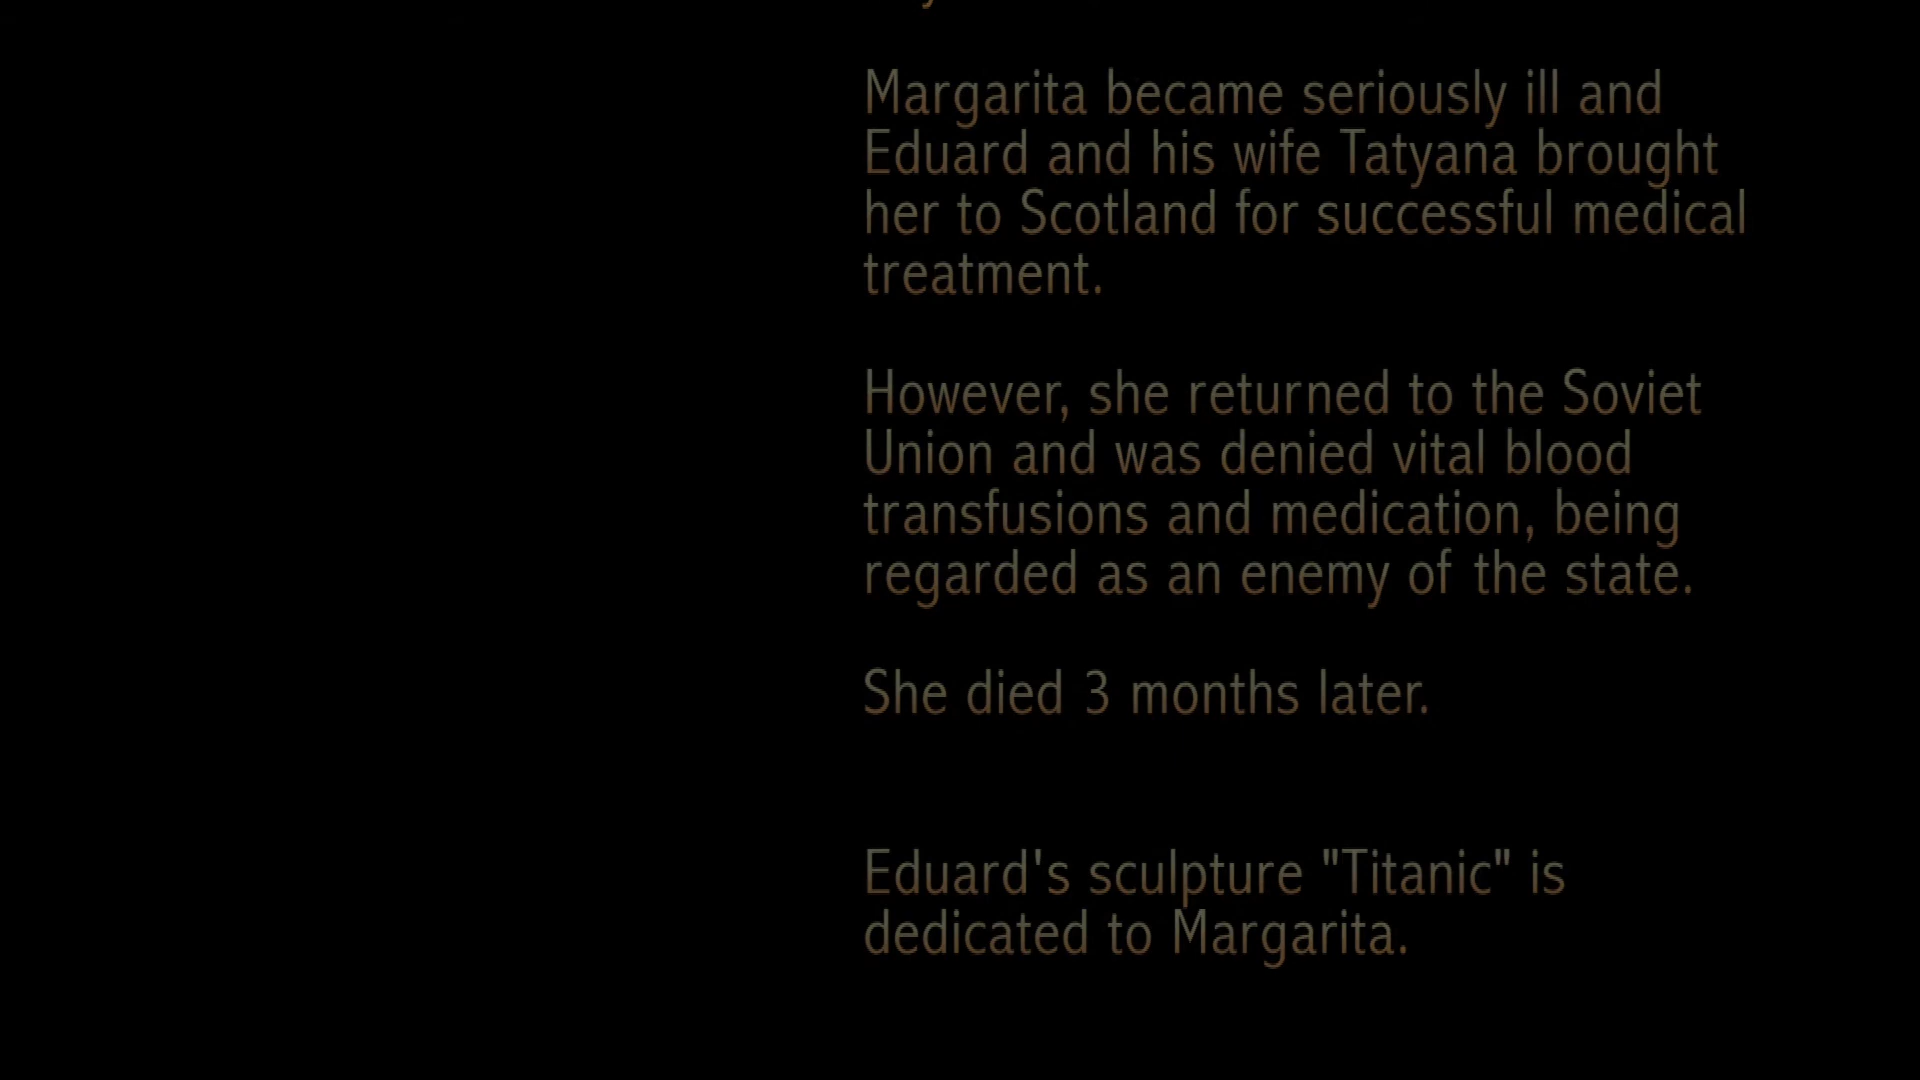 Margarita became seriously ill and
Eduard and his wife Tatyana brought
her to Scotland for successful medical
treatment.
However, she returned to the Soviet
Union and was denied vital blood
transfusions and medication, being
regarded as an enemy of the state.
She died 3 months later.
Eduard's sculpture "Titanic" is
dedicated to Margarita.